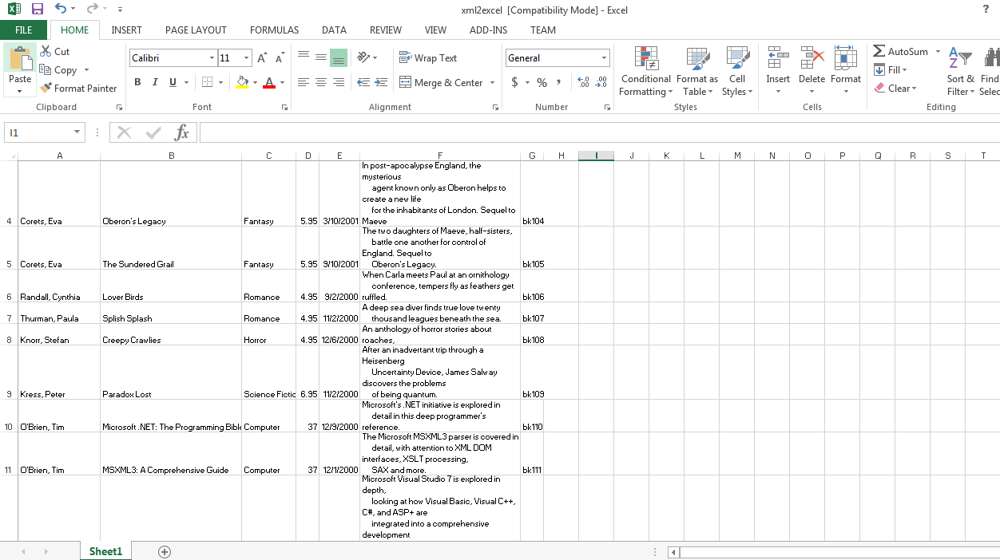 xml2excel [Compatibility Mode] - Excel
?
FILE HOME INSERT PAGE LAYOUT FORMULAS DATA REVIEW VIEW ADD-INS TEAM
Paste
Cut
Copy
Format Painter
Clipboard
Calibri 11
B I U
Font
Wrap Text
Merge & Center
Alignment
General
$ % ,
Number
Conditional Formatting
Format as Table
Cell Styles
Styles
Insert Delete Format
Cells
AutoSum
Fill
Clear
Sort & Filter
Find
Selec
Editing
I1
fx
A B C D E F G H I J K L M N O P Q R S T
In post-apocalypse England, the
mysterious
agent known only as Oberon helps to
create a new life
for the inhabitants of London. Sequel to
4 Corets, Eva Oberon's Legacy Fantasy 5.95 3/10/2001 Maeve bk104
The two daughters of Maeve, half-sisters,
battle one another for control of
England. Sequel to
5 Corets, Eva The Sundered Grail Fantasy 5.95 9/10/2001 Oberon's Legacy. bk105
When Carla meets Paul at an ornithology
conference, tempers fly as feathers get
6 Randall, Cynthia Lover Birds Romance 4.95 9/2/2000 ruffled. bk106
A deep sea diver finds true love twenty
7 Thurman, Paula Splish Splash Romance 4.95 11/2/2000 thousand leagues beneath the sea. bk107
An anthology of horror stories about
8 Knorr, Stefan Creepy Crawlies Horror 4.95 12/6/2000 roaches, bk108
After an inadvertant trip through a
Heisenberg
Uncertainty Device, James Salway
discovers the problems
9 Kress, Peter Paradox Lost Science Fictic 6.95 11/2/2000 of being quantum. bk109
Microsoft's .NET initiative is explored in
detail in this deep programmer's
10 O'Brien, Tim Microsoft .NET: The Programming Bible Computer 37 12/9/2000 reference. bk110
The Microsoft MSXML3 parser is covered in
detail, with attention to XML DOM
interfaces, XSLT processing,
11 O'Brien, Tim MSXML3: A Comprehensive Guide Computer 37 12/1/2000 SAX and more. bk111
Microsoft Visual Studio 7 is explored in
depth,
looking at how Visual Basic, Visual C++,
C#, and ASP+ are
integrated into a comprehensive
development
Sheet1